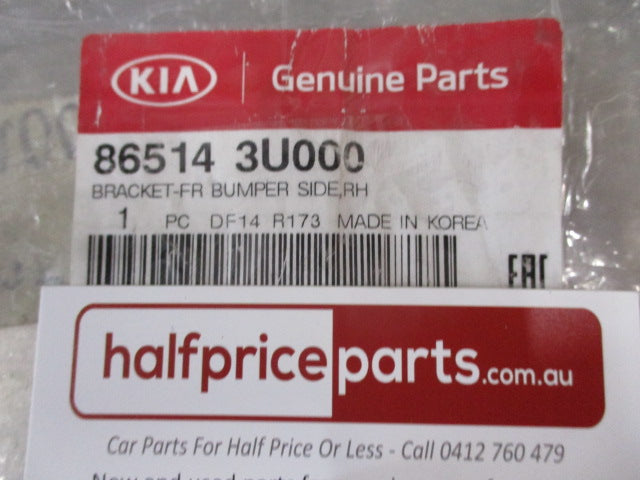 KIA Genuine Parts
86514 3U000
BRACKET-FR BUMPER SIDE,RH
1 PC DF14 R173 MADE IN KOREA
EAC
halfpriceparts.com.au
Car Parts For Half Price Or Less - Call 0412 760 479